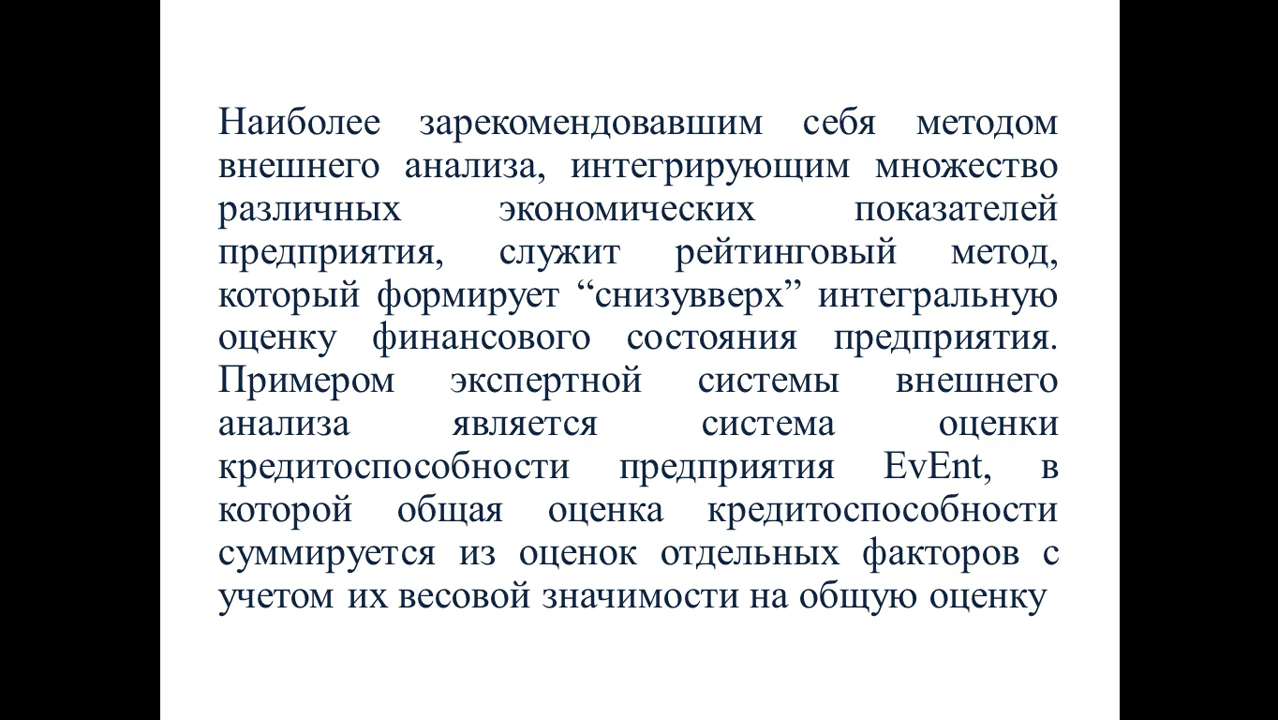 Наиболее зарекомендовавшим себя методом
внешнего анализа, интегрирующим множество
различных экономических показателей
предприятия, служит рейтинговый метод,
который формирует “снизувверх” интегральную
оценку финансового состояния предприятия.
Примером экспертной системы внешнего
анализа является система оценки
кредитоспособности предприятия EvEnt, в
которой общая оценка кредитоспособности
суммируется из оценок отдельных факторов с
учетом их весовой значимости на общую оценку